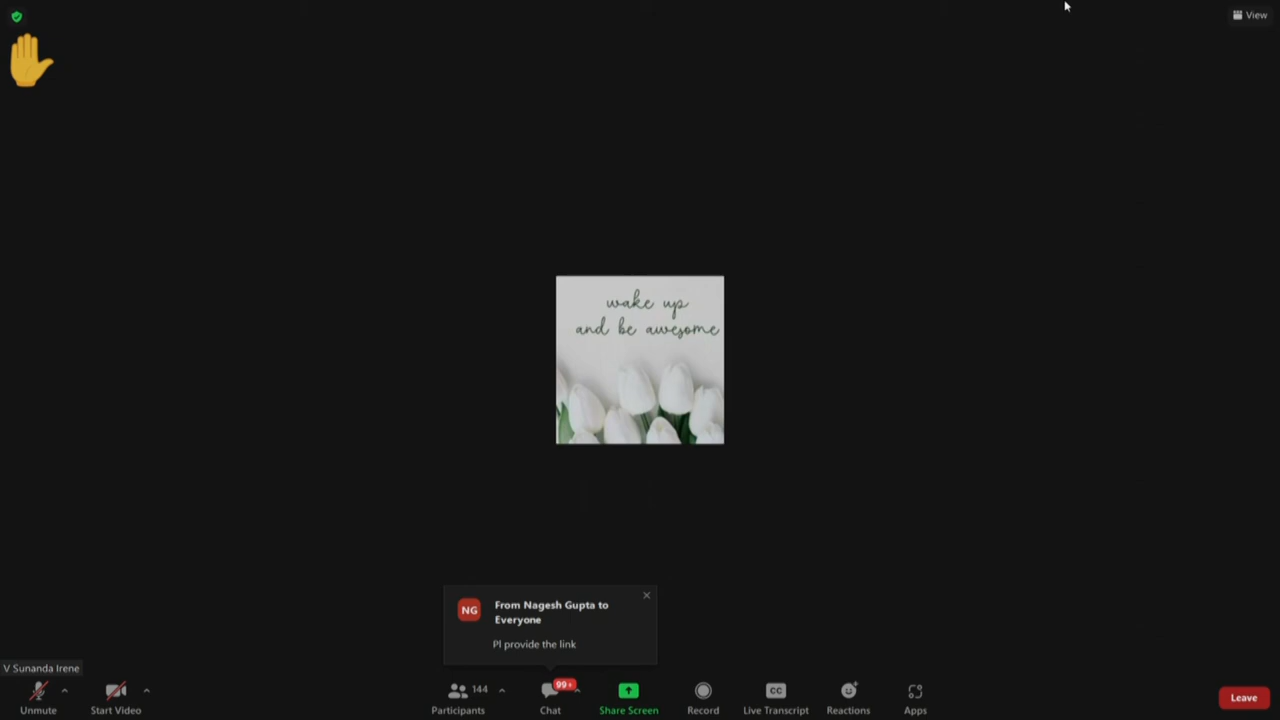 View
wake up
and be awesome
NG
From Nagesh Gupta to
Everyone
Pl provide the link
V Sunanda Irene
144
99+
CC
Unmute
Start Video
Participants
Chat
Share Screen
Record
Live Transcript
Reactions
Apps
Leave